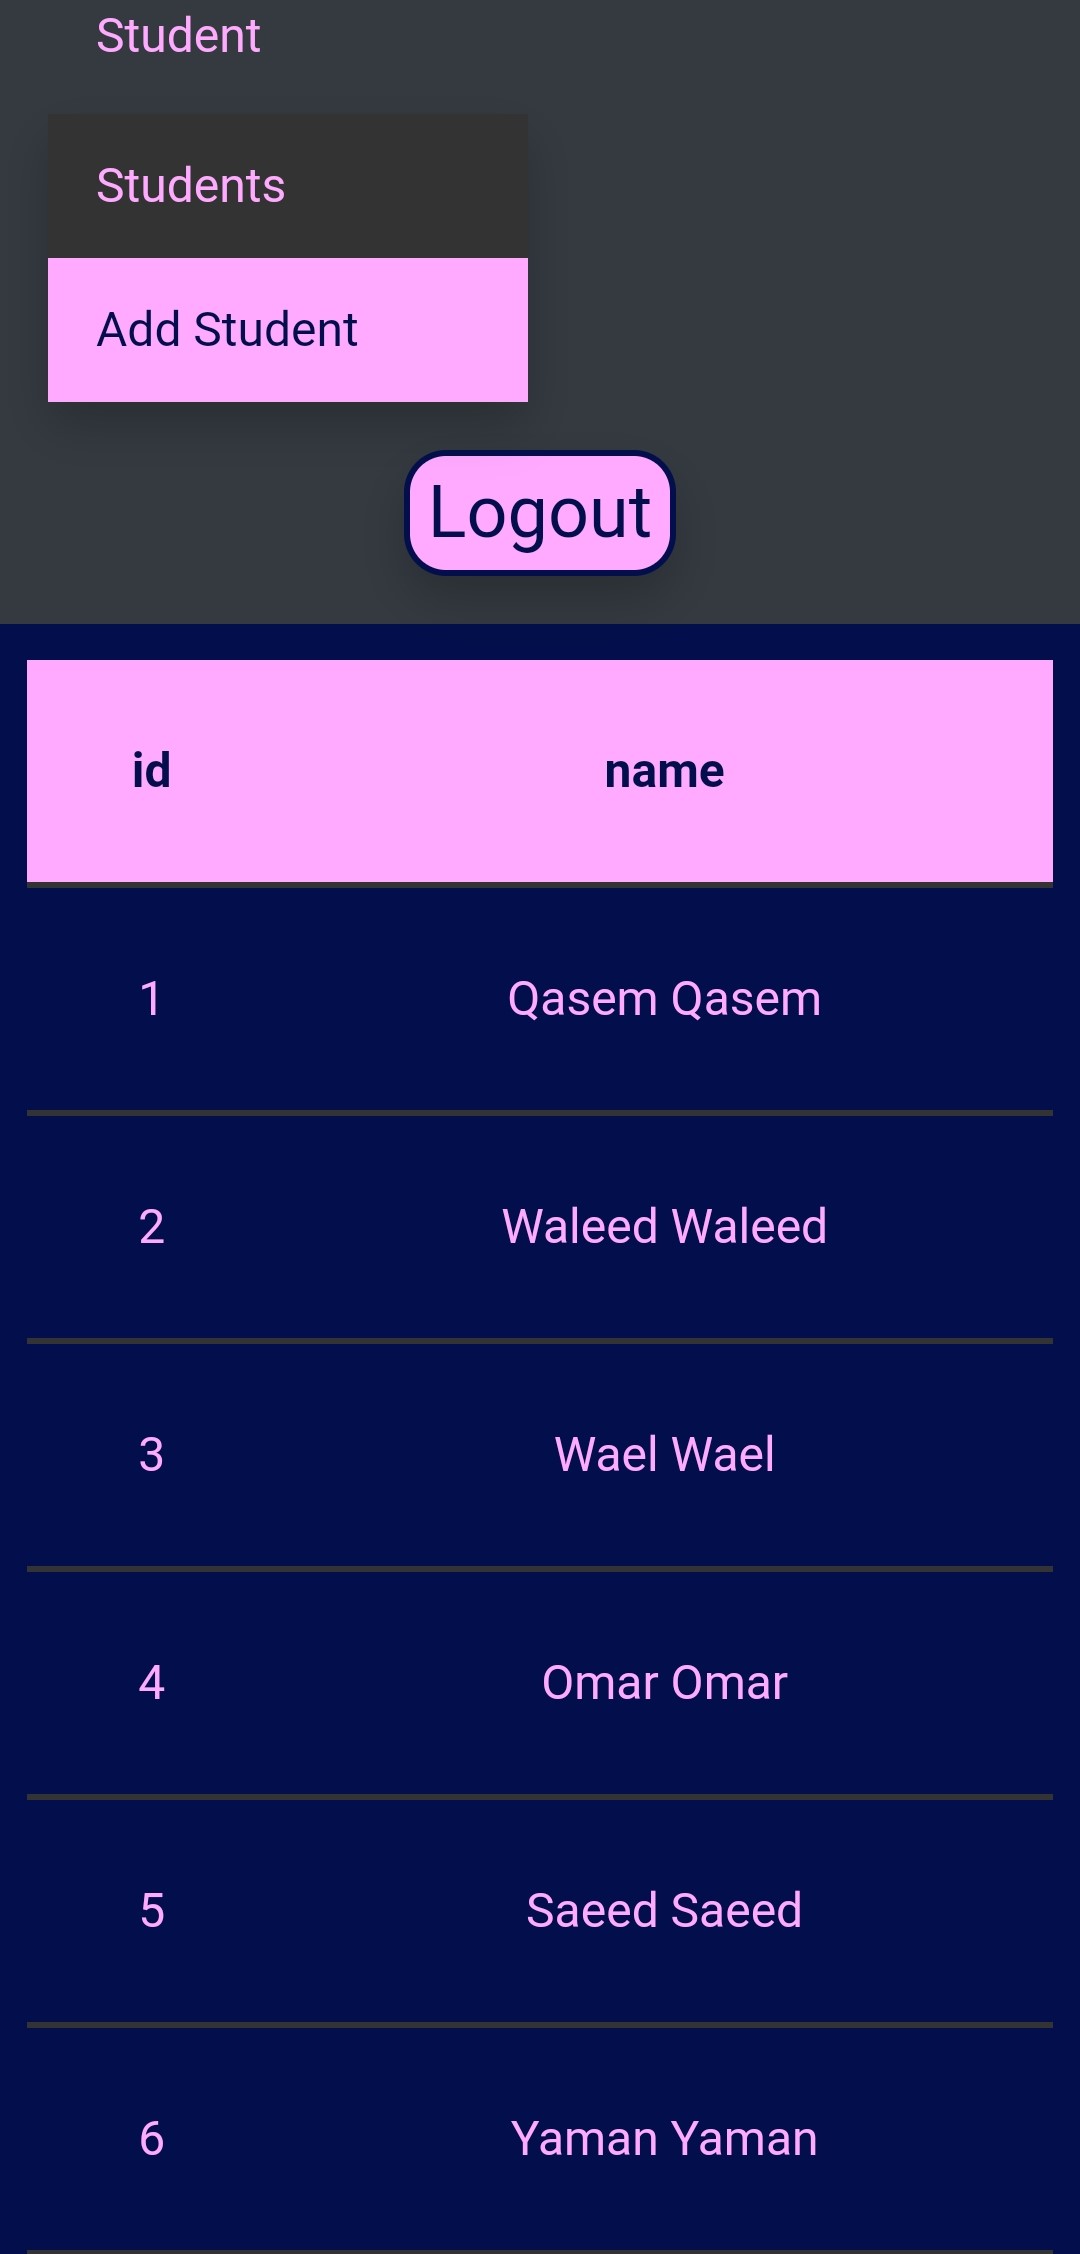 Student
Students
Add Student
Logout
id name
1 Qasem Qasem
2 Waleed Waleed
3 Wael Wael
4 Omar Omar
5 Saeed Saeed
6 Yaman Yaman